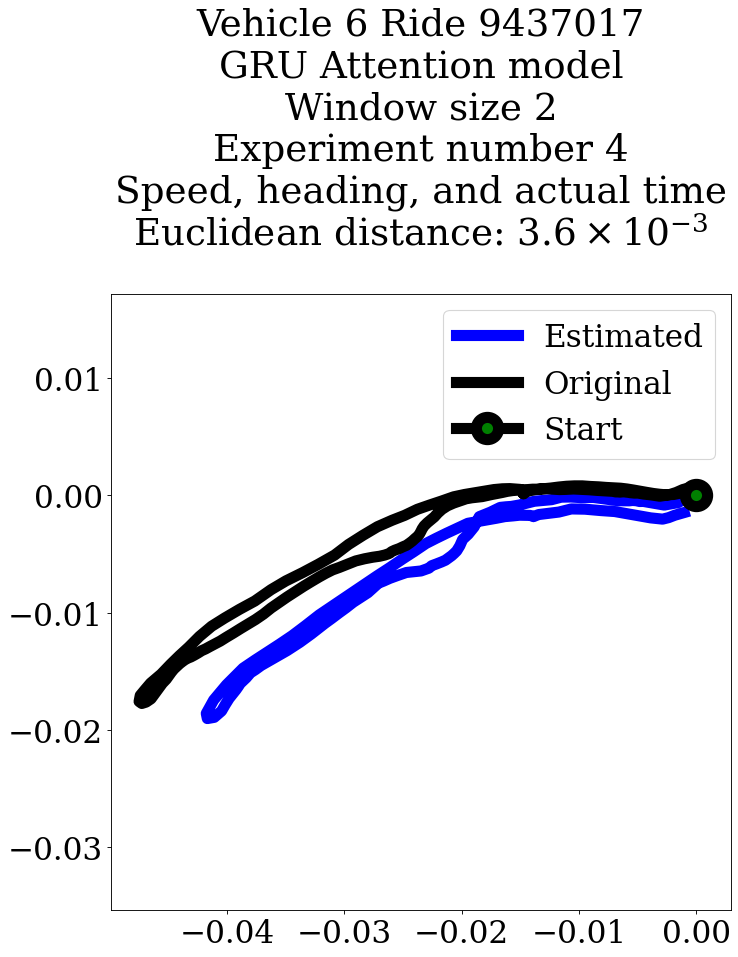 Vehicle 6 Ride 9437017
GRU Attention model
Window size 2
Experiment number 4
Speed, heading, and actual time
Euclidean distance: 3.6 × 10⁻³
Estimated
Original
Start
0.01
0.00
−0.01
−0.02
−0.03
−0.04 −0.03 −0.02 −0.01 0.00